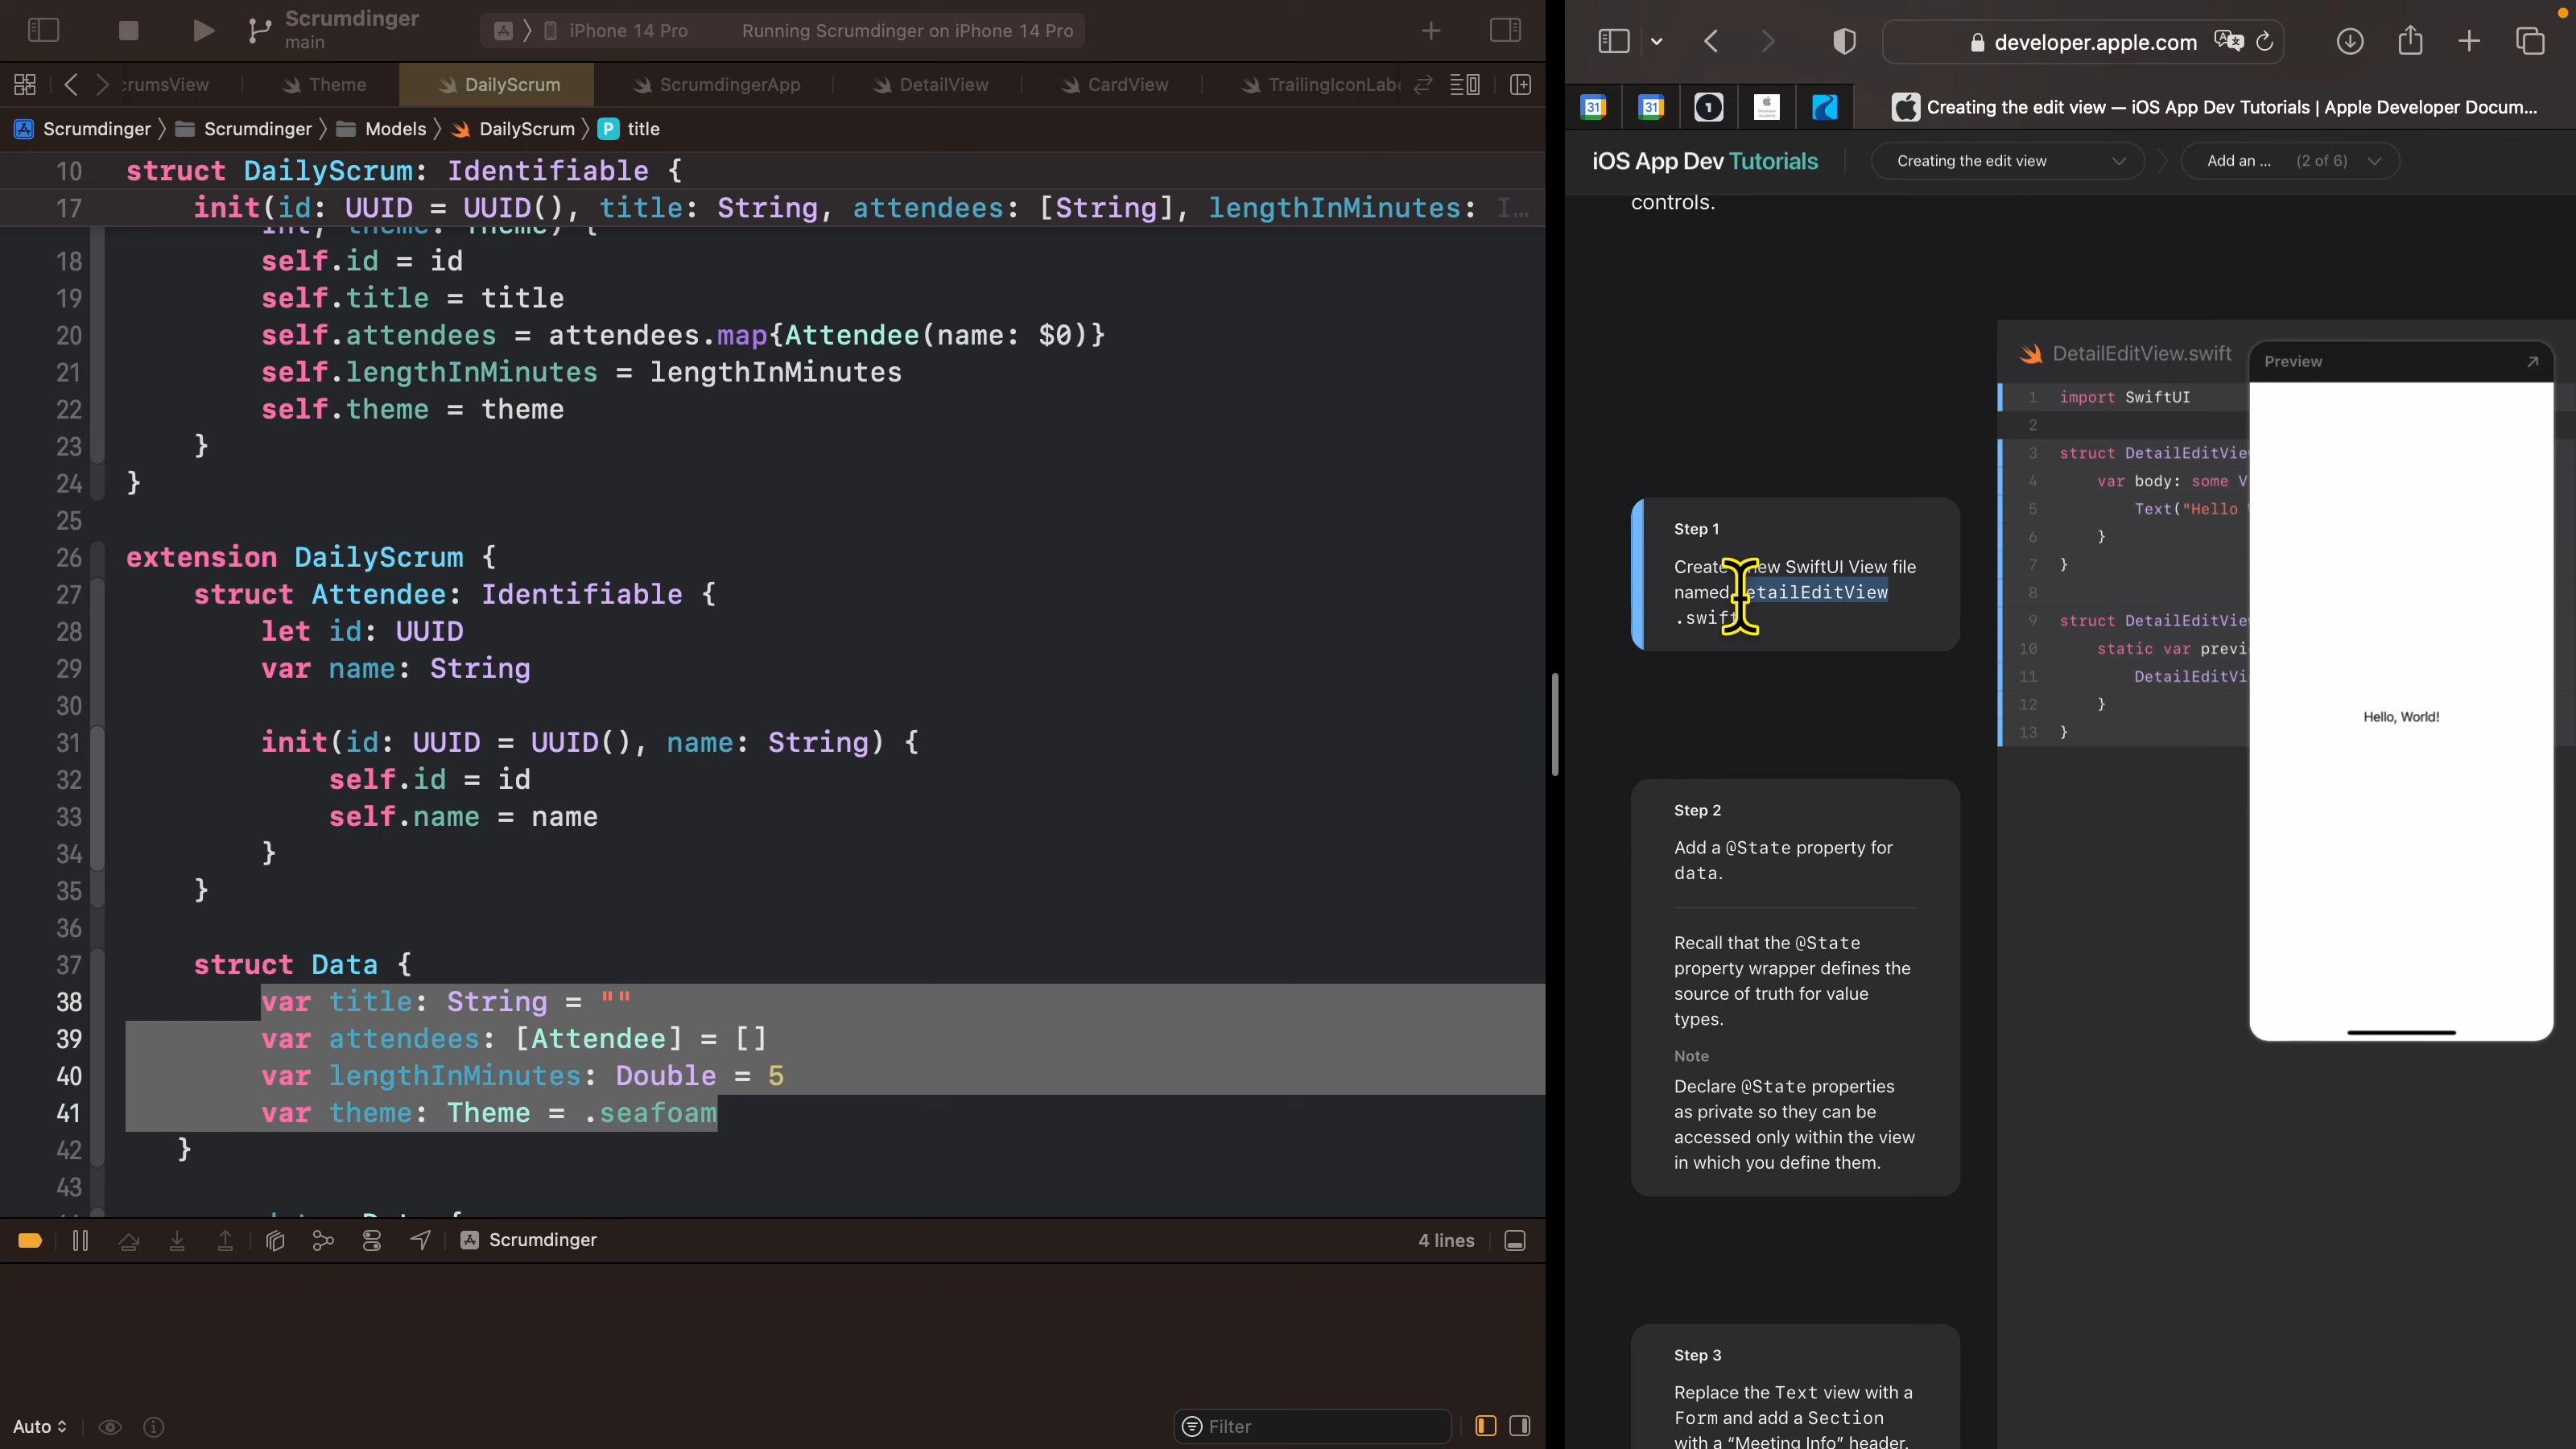 Scrumdinger
main
iPhone 14 Pro
Running Scrumdinger on iPhone 14 Pro
crumsView
Theme
DailyScrum
ScrumdingerApp
DetailView
CardView
TrailingIconLab
Scrumdinger
Scrumdinger
Models
DailyScrum
P title
10 struct DailyScrum: Identifiable {
17 init(id: UUID = UUID(), title: String, attendees: [String], lengthInMinutes: I…
Int, theme: Theme) {
18 self.id = id
19 self.title = title
20 self.attendees = attendees.map{Attendee(name: $0)}
21 self.lengthInMinutes = lengthInMinutes
22 self.theme = theme
23 }
24 }
25
26 extension DailyScrum {
27 struct Attendee: Identifiable {
28 let id: UUID
29 var name: String
30
31 init(id: UUID = UUID(), name: String) {
32 self.id = id
33 self.name = name
34 }
35 }
36
37 struct Data {
38 var title: String = ""
39 var attendees: [Attendee] = []
40 var lengthInMinutes: Double = 5
41 var theme: Theme = .seafoam
42 }
43
Scrumdinger
4 lines
Auto
Filter
developer.apple.com
31
31
1
Creating the edit view — iOS App Dev Tutorials | Apple Developer Docum...
iOS App Dev Tutorials
Creating the edit view
Add an ... (2 of 6)
controls.
Step 1
Create new SwiftUI View file
named etailEditView
.swift
Step 2
Add a @State property for
data.
Recall that the @State
property wrapper defines the
source of truth for value
types.
Note
Declare @State properties
as private so they can be
accessed only within the view
in which you define them.
Step 3
Replace the Text view with a
Form and add a Section
with a “Meeting Info” header.
DetailEditView.swift
1 import SwiftUI
2
3 struct DetailEditVie
4 var body: some V
5 Text("Hello
6 }
7 }
8
9 struct DetailEditVie
10 static var previ
11 DetailEditVi
12 }
13 }
Preview
Hello, World!